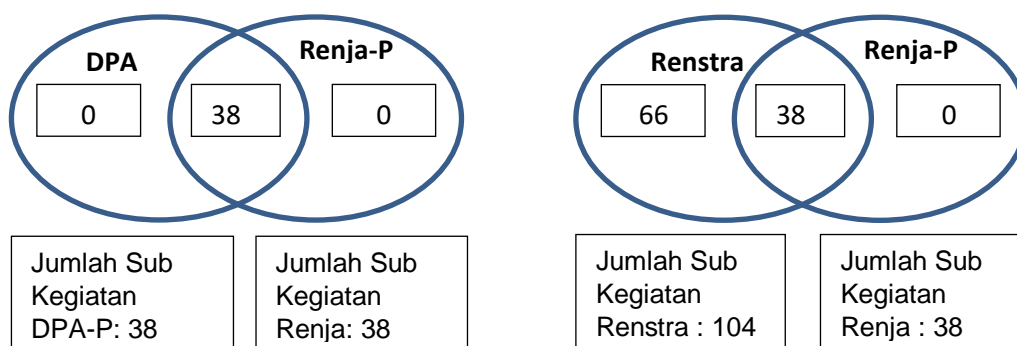 DPA
Renja-P
0
38
0
Jumlah Sub
Kegiatan
DPA-P: 38
Jumlah Sub
Kegiatan
Renja: 38
Renstra
Renja-P
66
38
0
Jumlah Sub
Kegiatan
Renstra : 104
Jumlah Sub
Kegiatan
Renja : 38